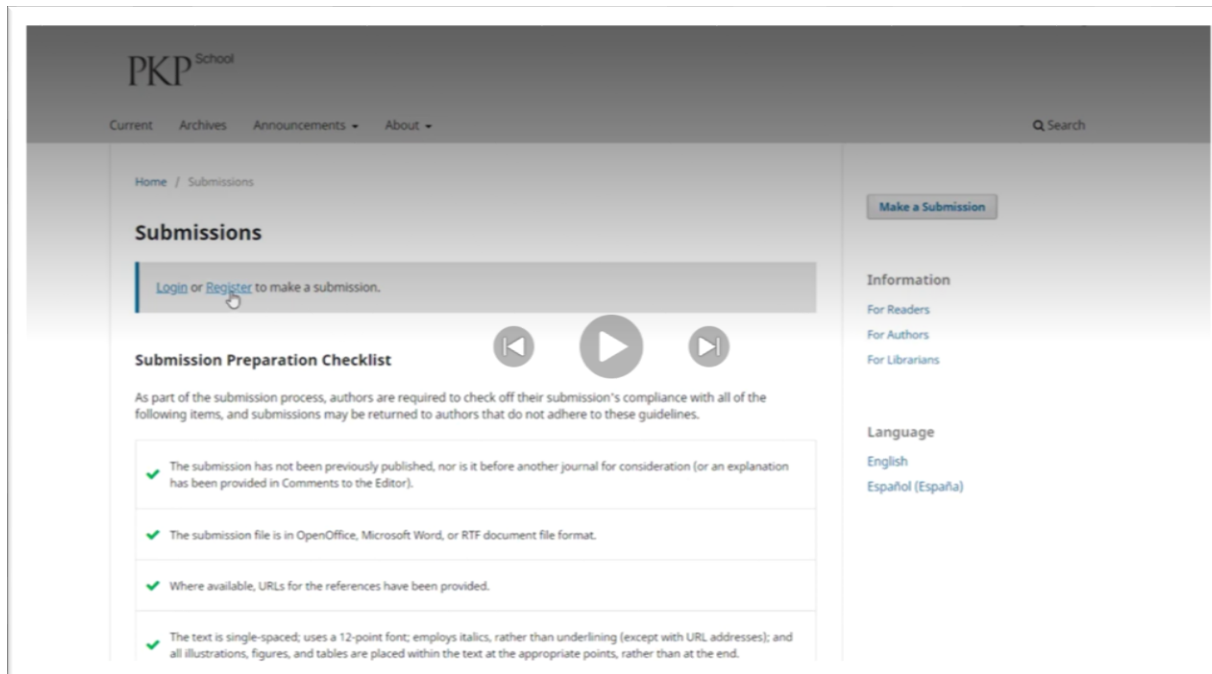 PKP School
Current Archives Announcements About Search
Home / Submissions
Make a Submission
Submissions
Login or Register to make a submission.
Information
For Readers
For Authors
For Librarians
Submission Preparation Checklist
As part of the submission process, authors are required to check off their submission's compliance with all of the
following items, and submissions may be returned to authors that do not adhere to these guidelines.
Language
English
Español (España)
The submission has not been previously published, nor is it before another journal for consideration (or an explanation
has been provided in Comments to the Editor).
The submission file is in OpenOffice, Microsoft Word, or RTF document file format.
Where available, URLs for the references have been provided.
The text is single-spaced; uses a 12-point font; employs italics, rather than underlining (except with URL addresses); and
all illustrations, figures, and tables are placed within the text at the appropriate points, rather than at the end.